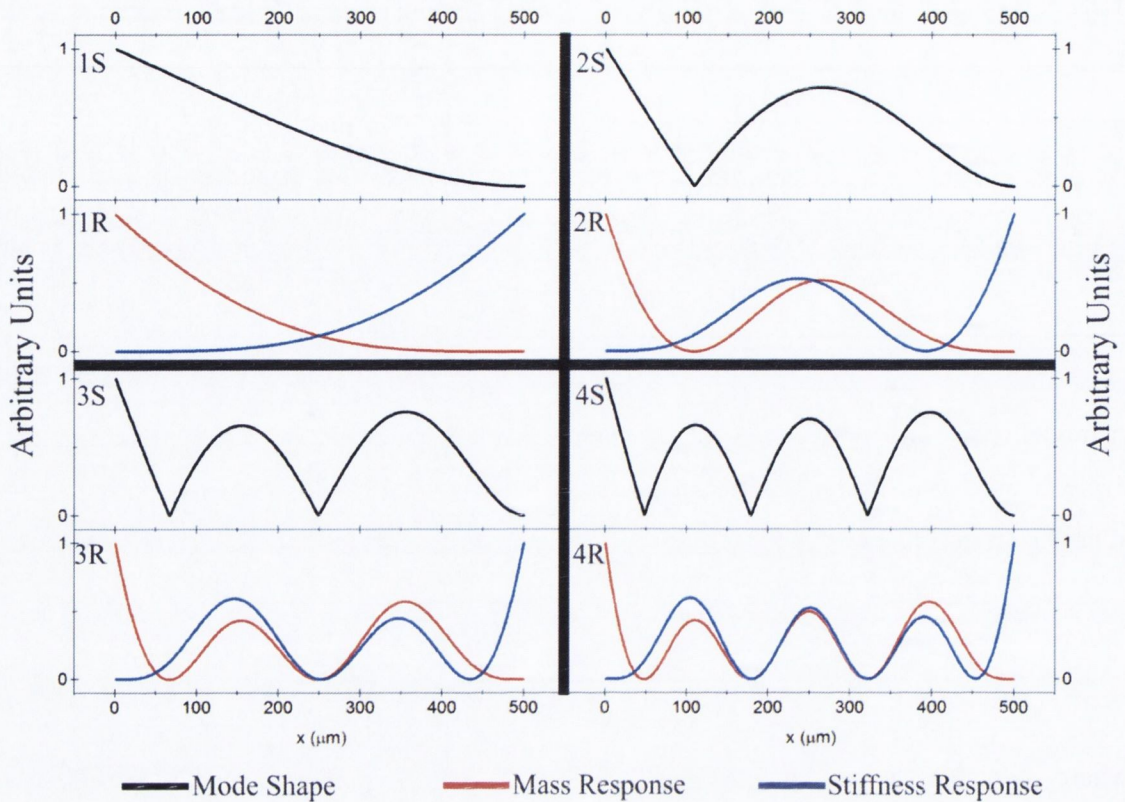 0 100 200 300 400 500 0 100 200 300 400 500
1 1S 2S 1
0 0
1 1R 2R 1
0 0
Arbitrary Units
Arbitrary Units
1 3S 4S 1
0 0
1 3R 4R 1
0 0
0 100 200 300 400 500 0 100 200 300 400 500
x (μm) x (μm)
Mode Shape Mass Response Stiffness Response